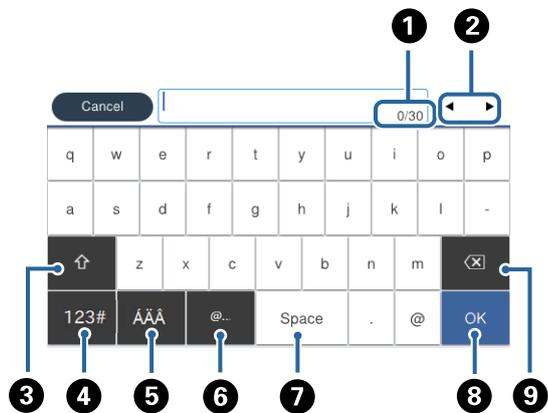 1 2
Cancel 0/30
q w e r t y u i o p
a s d f g h j k l -
z x c v b n m
123# ÁÄÂ @... Space . @ OK
3 4 5 6 7 8 9